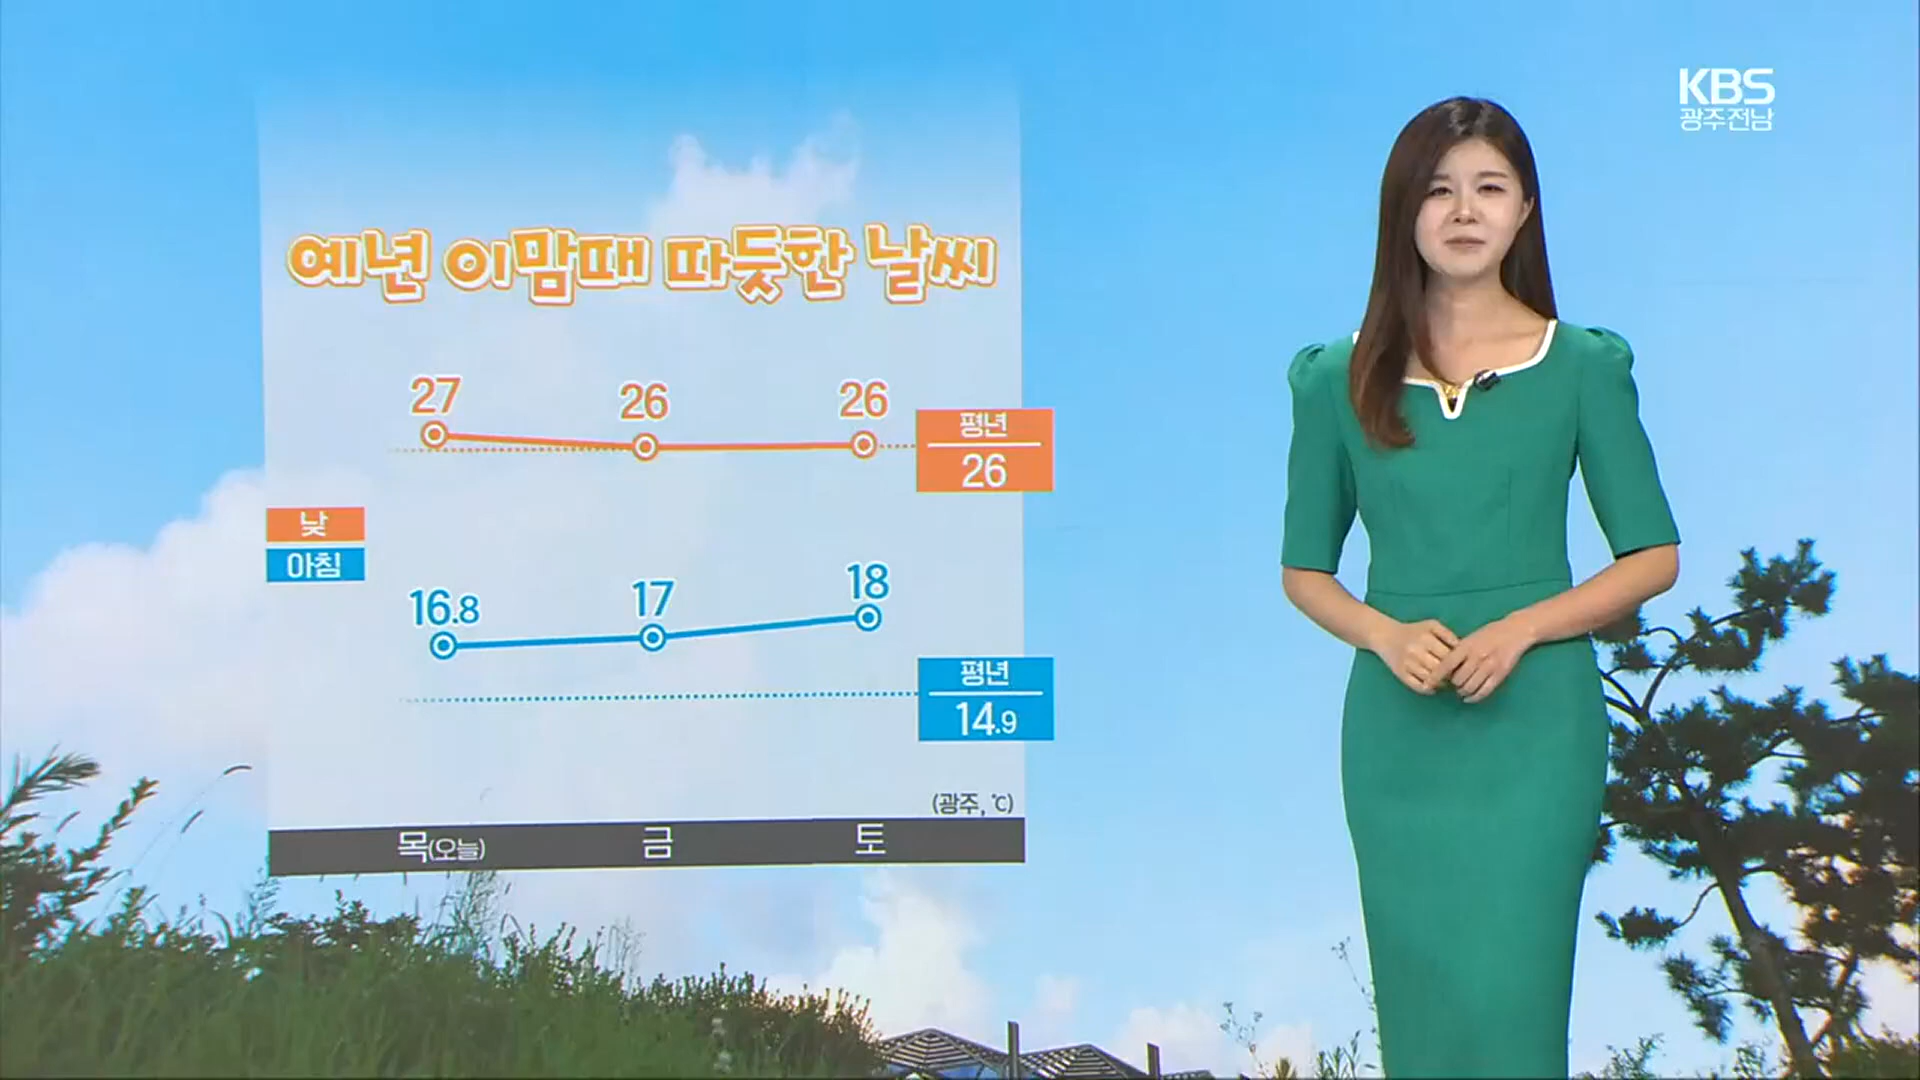 KBS
광주전남
예년 이맘때 따듯한 날씨
27 26 26
평년
26
낮
아침
16.8 17 18
평년
14.9
(광주, ℃)
목(오늘) 금 토